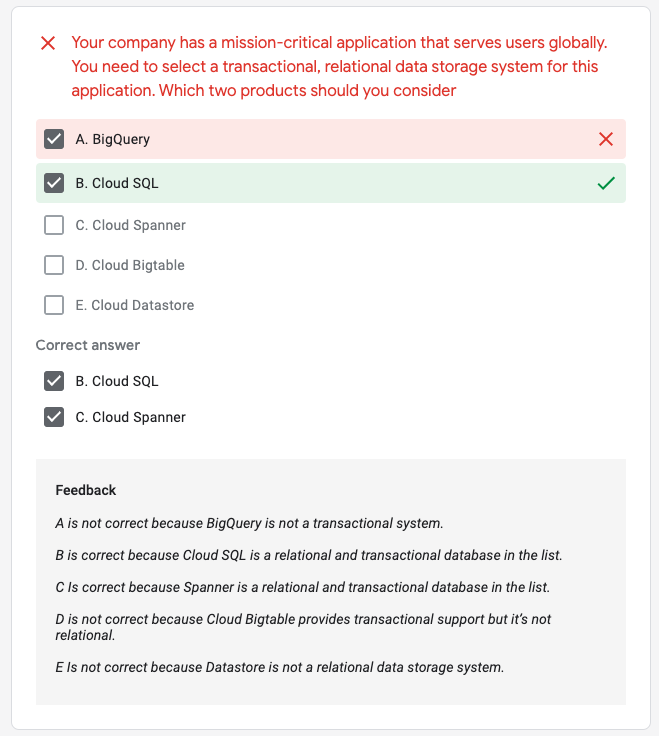 Your company has a mission-critical application that serves users globally.
You need to select a transactional, relational data storage system for this
application. Which two products should you consider
A. BigQuery
B. Cloud SQL
C. Cloud Spanner
D. Cloud Bigtable
E. Cloud Datastore
Correct answer
B. Cloud SQL
C. Cloud Spanner
Feedback
A is not correct because BigQuery is not a transactional system.
B is correct because Cloud SQL is a relational and transactional database in the list.
C Is correct because Spanner is a relational and transactional database in the list.
D is not correct because Cloud Bigtable provides transactional support but it’s not
relational.
E Is not correct because Datastore is not a relational data storage system.